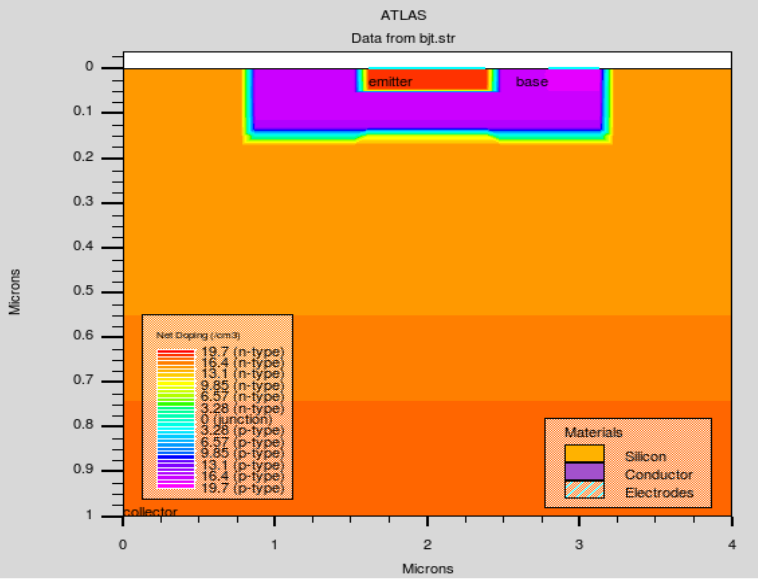 ATLAS
Data from bjt.str
0
0.1
0.2
0.3
0.4
0.5
0.6
0.7
0.8
0.9
1
Microns
emitter
base
collector
Net Doping (/cm3)
19.7 (n-type)
16.4 (n-type)
13.1 (n-type)
9.85 (n-type)
6.57 (n-type)
3.28 (n-type)
0 (junction)
3.28 (p-type)
6.57 (p-type)
9.85 (p-type)
13.1 (p-type)
16.4 (p-type)
19.7 (p-type)
Materials
Silicon
Conductor
Electrodes
0 1 2 3 4
Microns